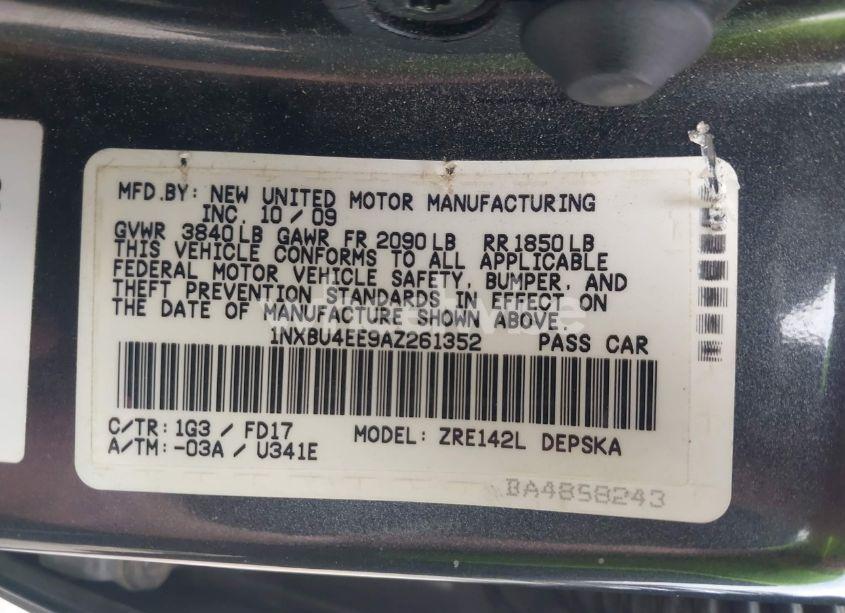 MFD.BY: NEW UNITED MOTOR MANUFACTURING
INC. 10 / 09
GVWR 3840 LB GAWR FR 2090 LB RR 1850 LB
THIS VEHICLE CONFORMS TO ALL APPLICABLE
FEDERAL MOTOR VEHICLE SAFETY, BUMPER, AND
THEFT PREVENTION STANDARDS IN EFFECT ON
THE DATE OF MANUFACTURE SHOWN ABOVE.
1NXBU4EE9AZ261352 PASS CAR
C/TR: 1G3 / FD17 MODEL: ZRE142L DEPSKA
A/TM: -03A / U341E
BA4858243